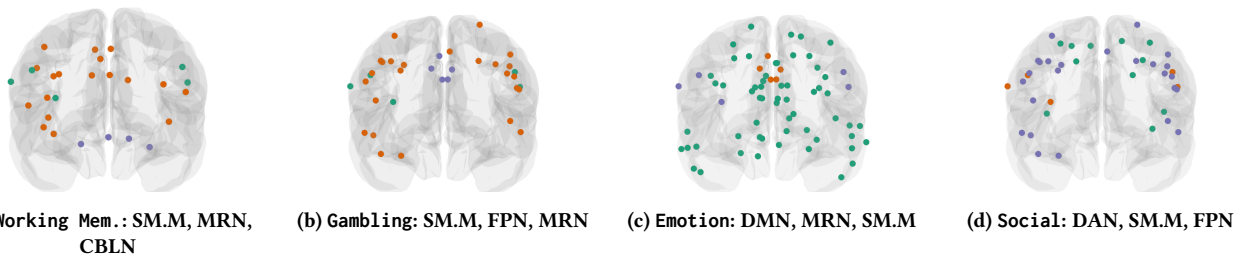 Working Mem.: SM.M, MRN,
CBLN
(b) Gambling: SM.M, FPN, MRN
(c) Emotion: DMN, MRN, SM.M
(d) Social: DAN, SM.M, FPN